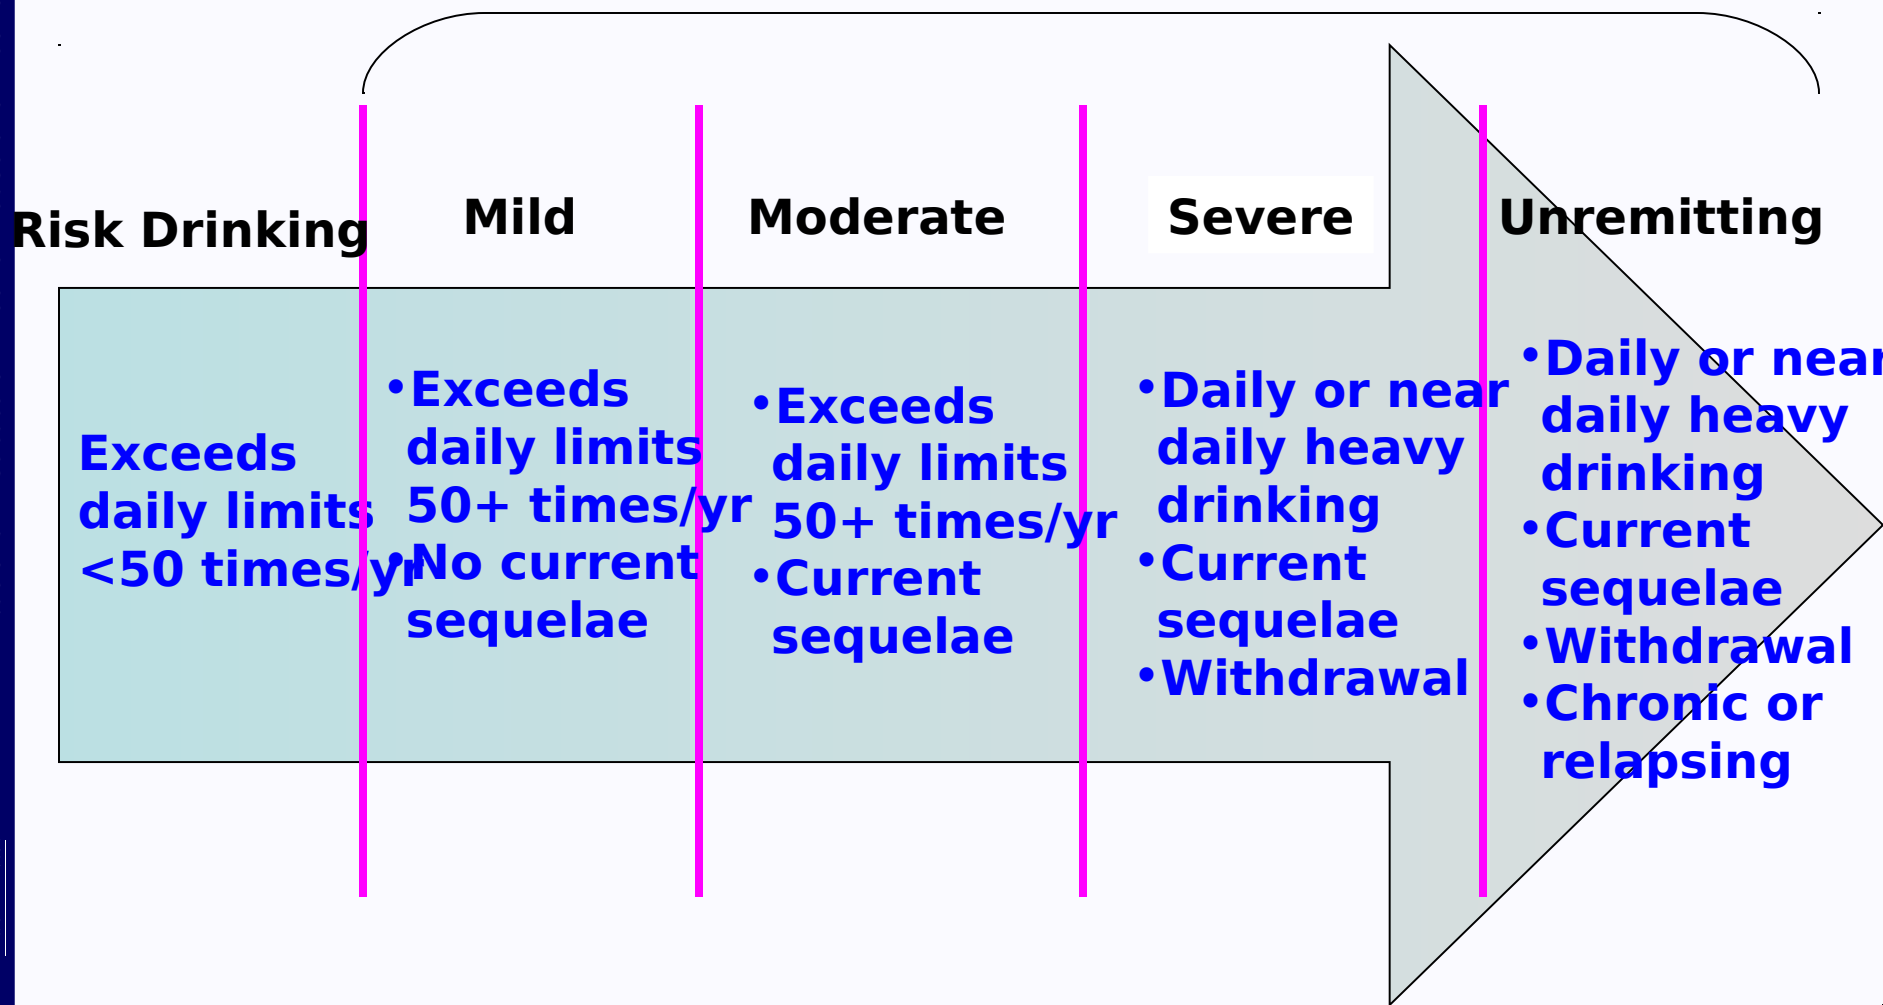 Risk Drinking
Mild
Moderate
Severe
Unremitting
Exceeds
daily limits
<50 times/yr
•Exceeds
daily limits
50+ times/yr
•No current
sequelae
•Exceeds
daily limits
50+ times/yr
•Current
sequelae
•Daily or near
daily heavy
drinking
•Current
sequelae
•Withdrawal
•Daily or near
daily heavy
drinking
•Current
sequelae
•Withdrawal
•Chronic or
relapsing